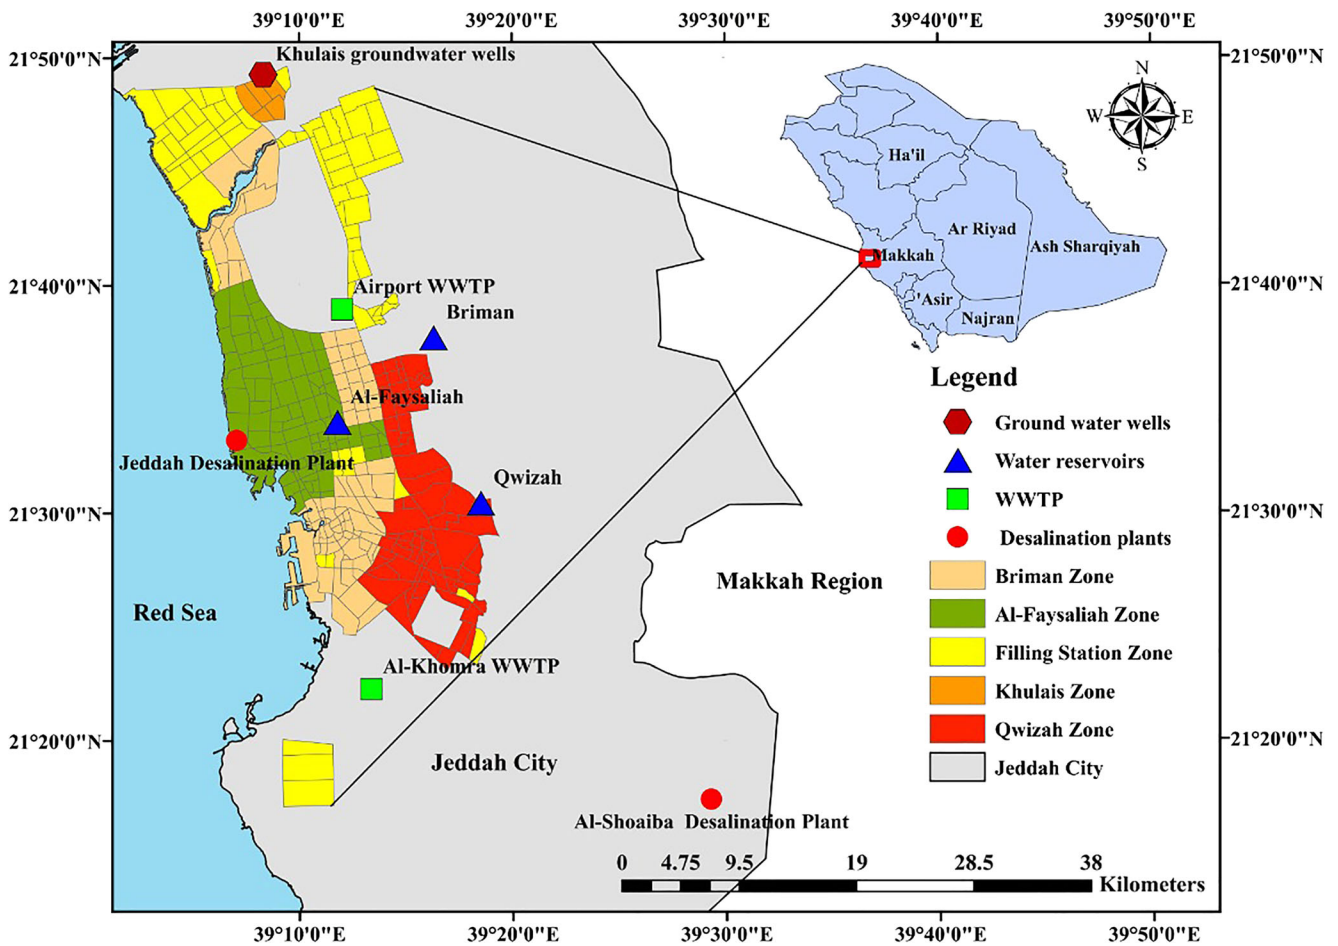 39°10'0"E
39°20'0"E
39°30'0"E
39°40'0"E
39°50'0"E
21°50'0"N
21°50'0"N
Khulais groundwater wells
N
W
E
S
Ha'il
Ar Riyad
Ash Sharqiyah
Makkah
'Asir
Najran
21°40'0"N
21°40'0"N
Airport WWTP
Briman
Al-Faysaliah
Jeddah Desalination Plant
Qwizah
21°30'0"N
21°30'0"N
Makkah Region
Red Sea
Al-Khomra WWTP
21°20'0"N
21°20'0"N
Jeddah City
Al-Shoaiba Desalination Plant
Legend
Ground water wells
Water reservoirs
WWTP
Desalination plants
Briman Zone
Al-Faysaliah Zone
Filling Station Zone
Khulais Zone
Qwizah Zone
Jeddah City
0 4.75 9.5 19 28.5 38
Kilometers
39°10'0"E
39°20'0"E
39°30'0"E
39°40'0"E
39°50'0"E